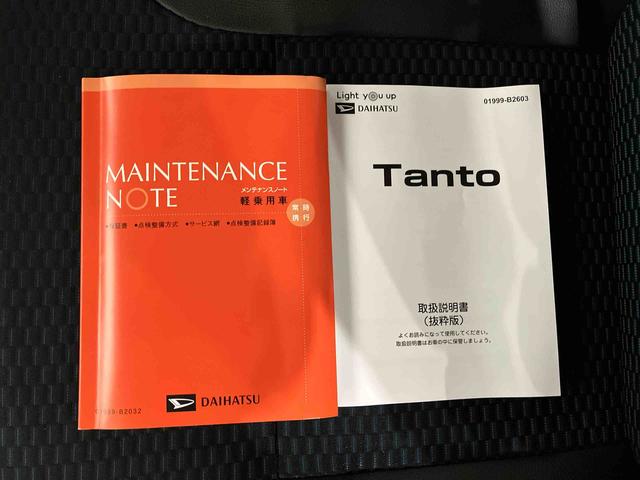 MAINTENANCE
NOTE
メンテナンスノート
軽乗用車
常時
携行
•保証書 •点検整備方式 •サービス網 •点検整備記録簿
DAIHATSU
01999-B2032
Light you up
DAIHATSU
01999-B2603
Tanto
取扱説明書
(抜粋版)
よくお読みになって使用してください。
取扱説明書はお車の中に保管しましょう。